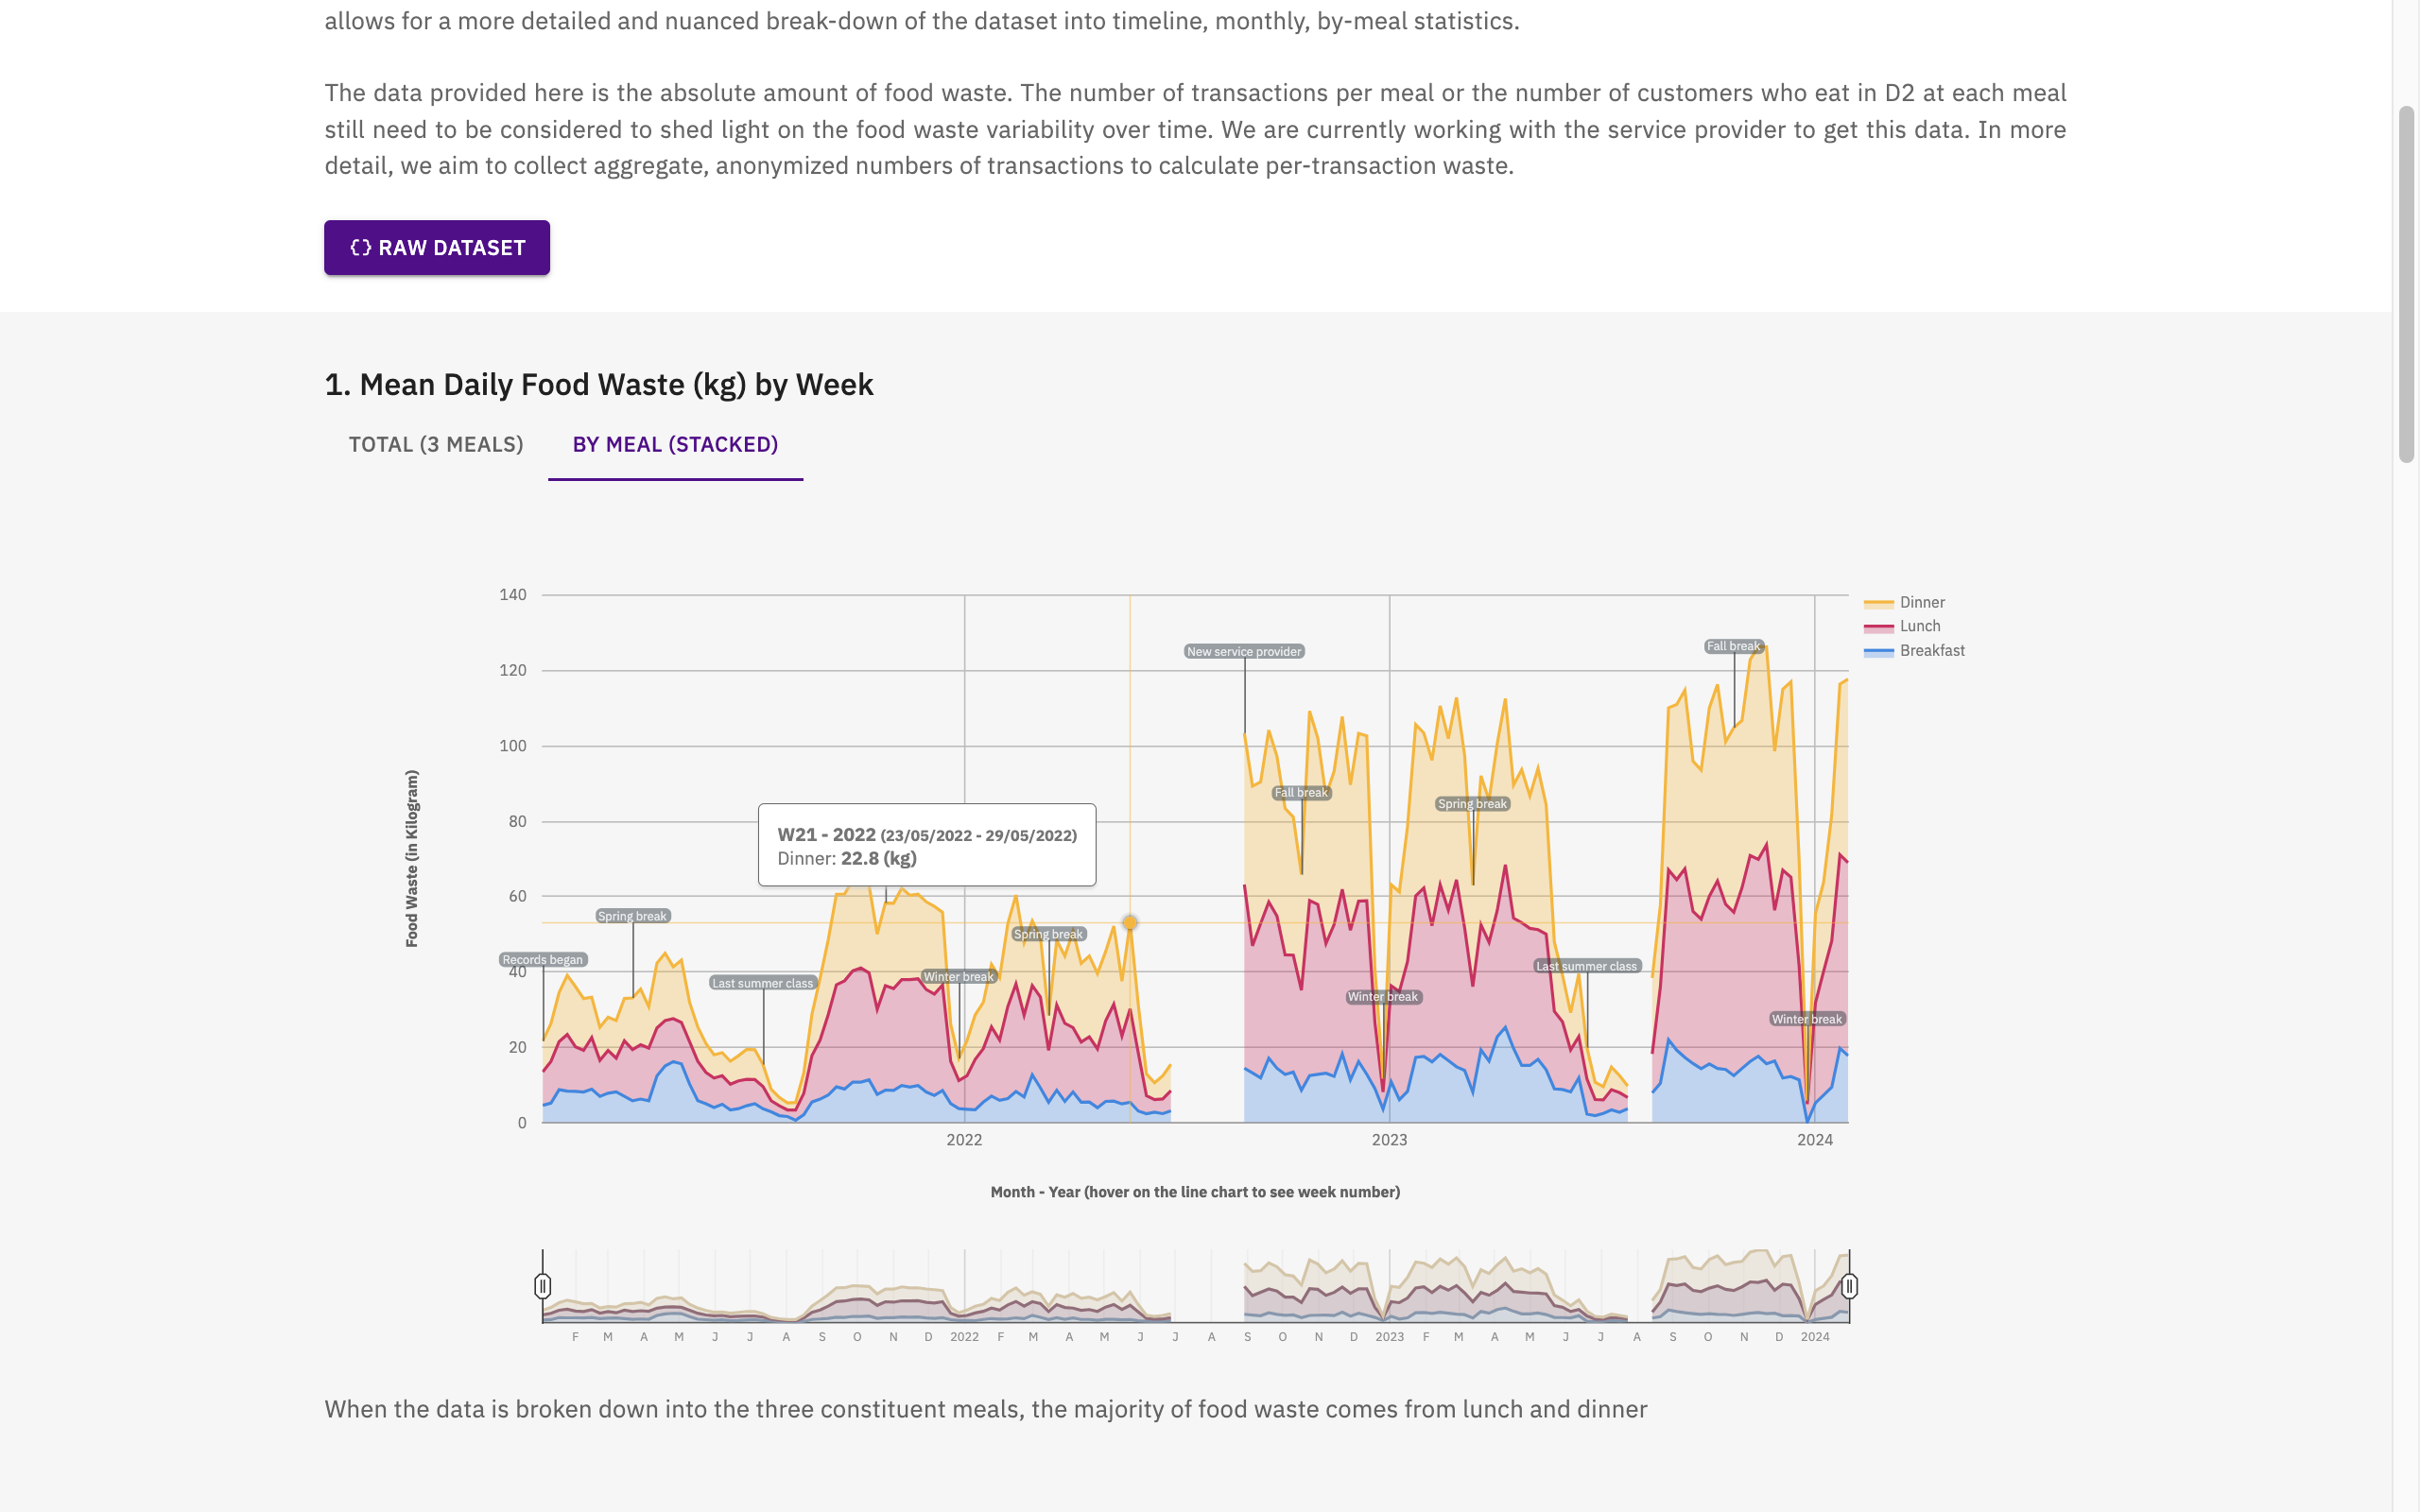 allows for a more detailed and nuanced break-down of the dataset into timeline, monthly, by-meal statistics.
The data provided here is the absolute amount of food waste. The number of transactions per meal or the number of customers who eat in D2 at each meal
still need to be considered to shed light on the food waste variability over time. We are currently working with the service provider to get this data. In more
detail, we aim to collect aggregate, anonymized numbers of transactions to calculate per-transaction waste.
{} RAW DATASET
1. Mean Daily Food Waste (kg) by Week
TOTAL (3 MEALS) BY MEAL (STACKED)
Food Waste (in Kilogram)
140
120
100
80
60
40
20
0
Dinner
Lunch
Breakfast
New service provider
Fall break
Fall break
Spring break
W21 - 2022 (23/05/2022 - 29/05/2022)
Dinner: 22.8 (kg)
Spring break
Spring break
Records began
Last summer class
Last summer class
Winter break
Winter break
Winter break
2022 2023 2024
Month - Year (hover on the line chart to see week number)
F M A M J J A S O N D 2022 F M A M J J A S O N D 2023 F M A M J J A S O N D 2024
When the data is broken down into the three constituent meals, the majority of food waste comes from lunch and dinner